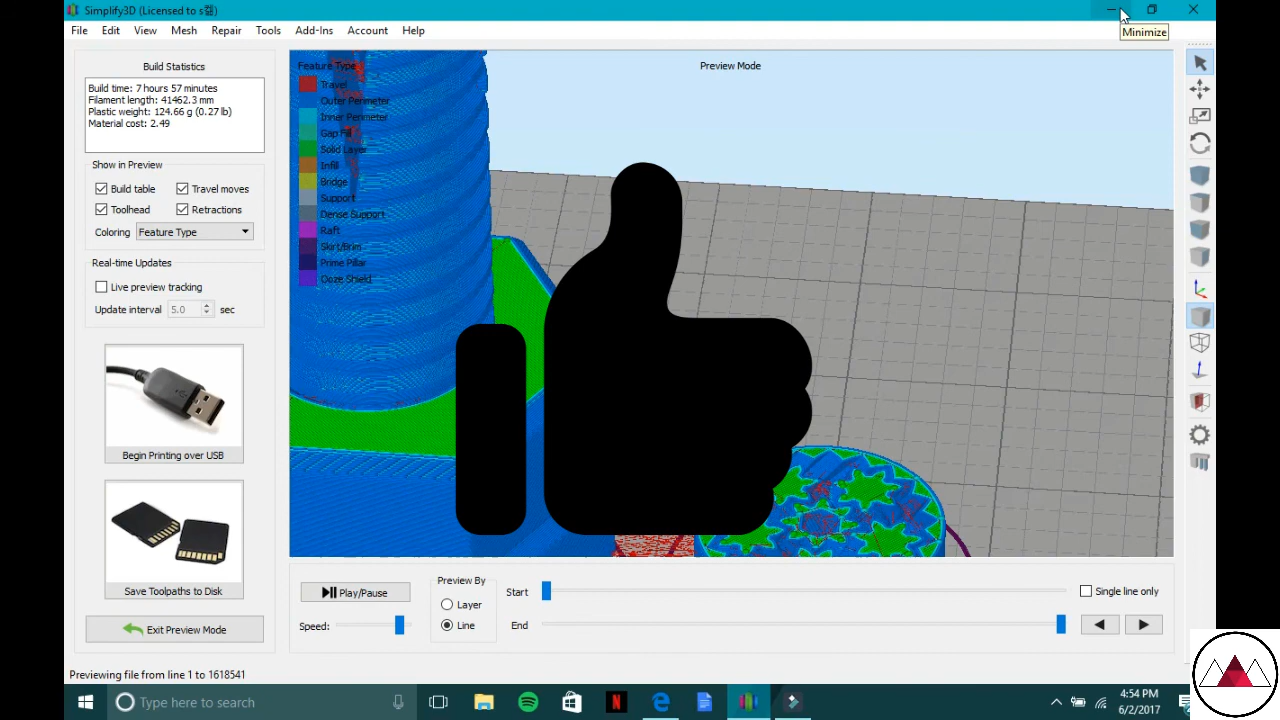 Simplify3D (Licensed to s캛)
File Edit View Mesh Repair Tools Add-Ins Account Help
Minimize
Build Statistics
Build time: 7 hours 57 minutes
Filament length: 41462.3 mm
Plastic weight: 124.66 g (0.27 lb)
Material cost: 2.49
Show in Preview
Build table
Travel moves
Toolhead
Retractions
Coloring
Feature Type
Real-time Updates
Live preview tracking
Update interval 5.0 sec
Begin Printing over USB
Save Toolpaths to Disk
Exit Preview Mode
Feature Type
Travel
Outer Perimeter
Inner Perimeter
Gap Fill
Solid Layer
Infill
Bridge
Support
Dense Support
Raft
Skirt/Brim
Prime Pillar
Ooze Shield
Preview Mode
Play/Pause
Speed:
Preview By
Layer
Line
Start
End
Single line only
Previewing file from line 1 to 1618541
Type here to search
4:54 PM
6/2/2017